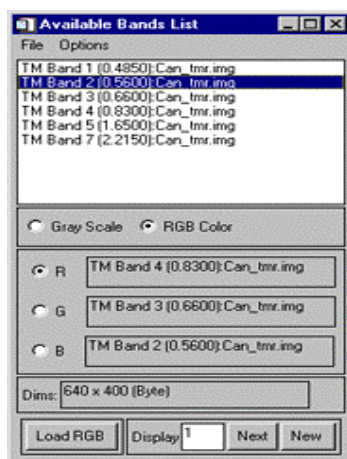 Available Bands List
File Options
TM Band 1 (0.4850):Can_tmr.img
TM Band 2 (0.5600):Can_tmr.img
TM Band 3 (0.6600):Can_tmr.img
TM Band 4 (0.8300):Can_tmr.img
TM Band 5 (1.6500):Can_tmr.img
TM Band 7 (2.2150):Can_tmr.img
Gray Scale RGB Color
R TM Band 4 (0.8300):Can_tmr.img
G TM Band 3 (0.6600):Can_tmr.img
B TM Band 2 (0.5600):Can_tmr.img
Dims: 640 x 400 (Byte)
Load RGB Display 1 Next New